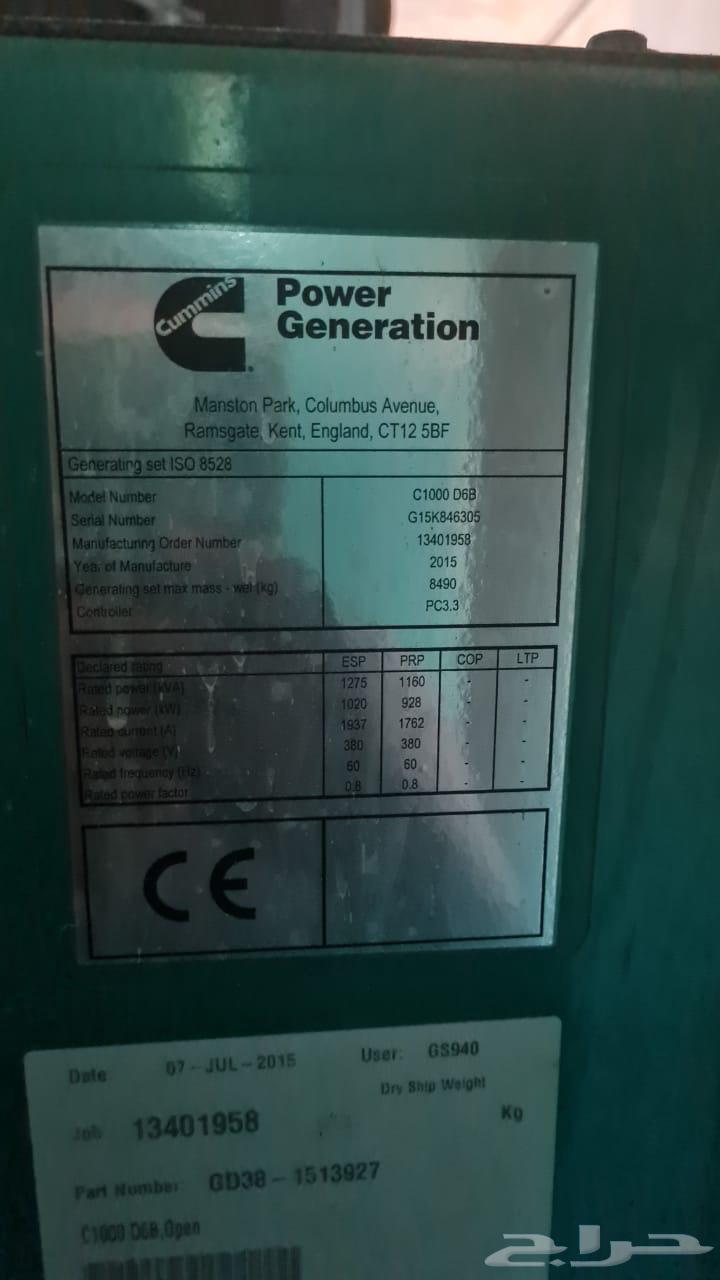 Cummins
Power
Generation
Manston Park, Columbus Avenue,
Ramsgate, Kent, England, CT12 5BF
Generating set ISO 8528
Model Number C1000 D6B
Serial Number G15K846305
Manufacturing Order Number 13401958
Year of Manufacture 2015
Generating set max mass - wet (kg) 8490
Controller PC3.3
Declared rating ESP PRP COP LTP
Rated power (kVA) 1275 1160 - -
Rated power (kW) 1020 928 - -
Rated current (A) 1937 1762 - -
Rated voltage (V) 380 380 - -
Rated frequency (Hz) 60 60 - -
Rated power factor 0.8 0.8 - -
CE
Date 07-JUL-2015 User: GS940
Dry Ship Weight
Job 13401958 Kg
Part Number: GD38-1513927
C1000 D6B,Open
حراج